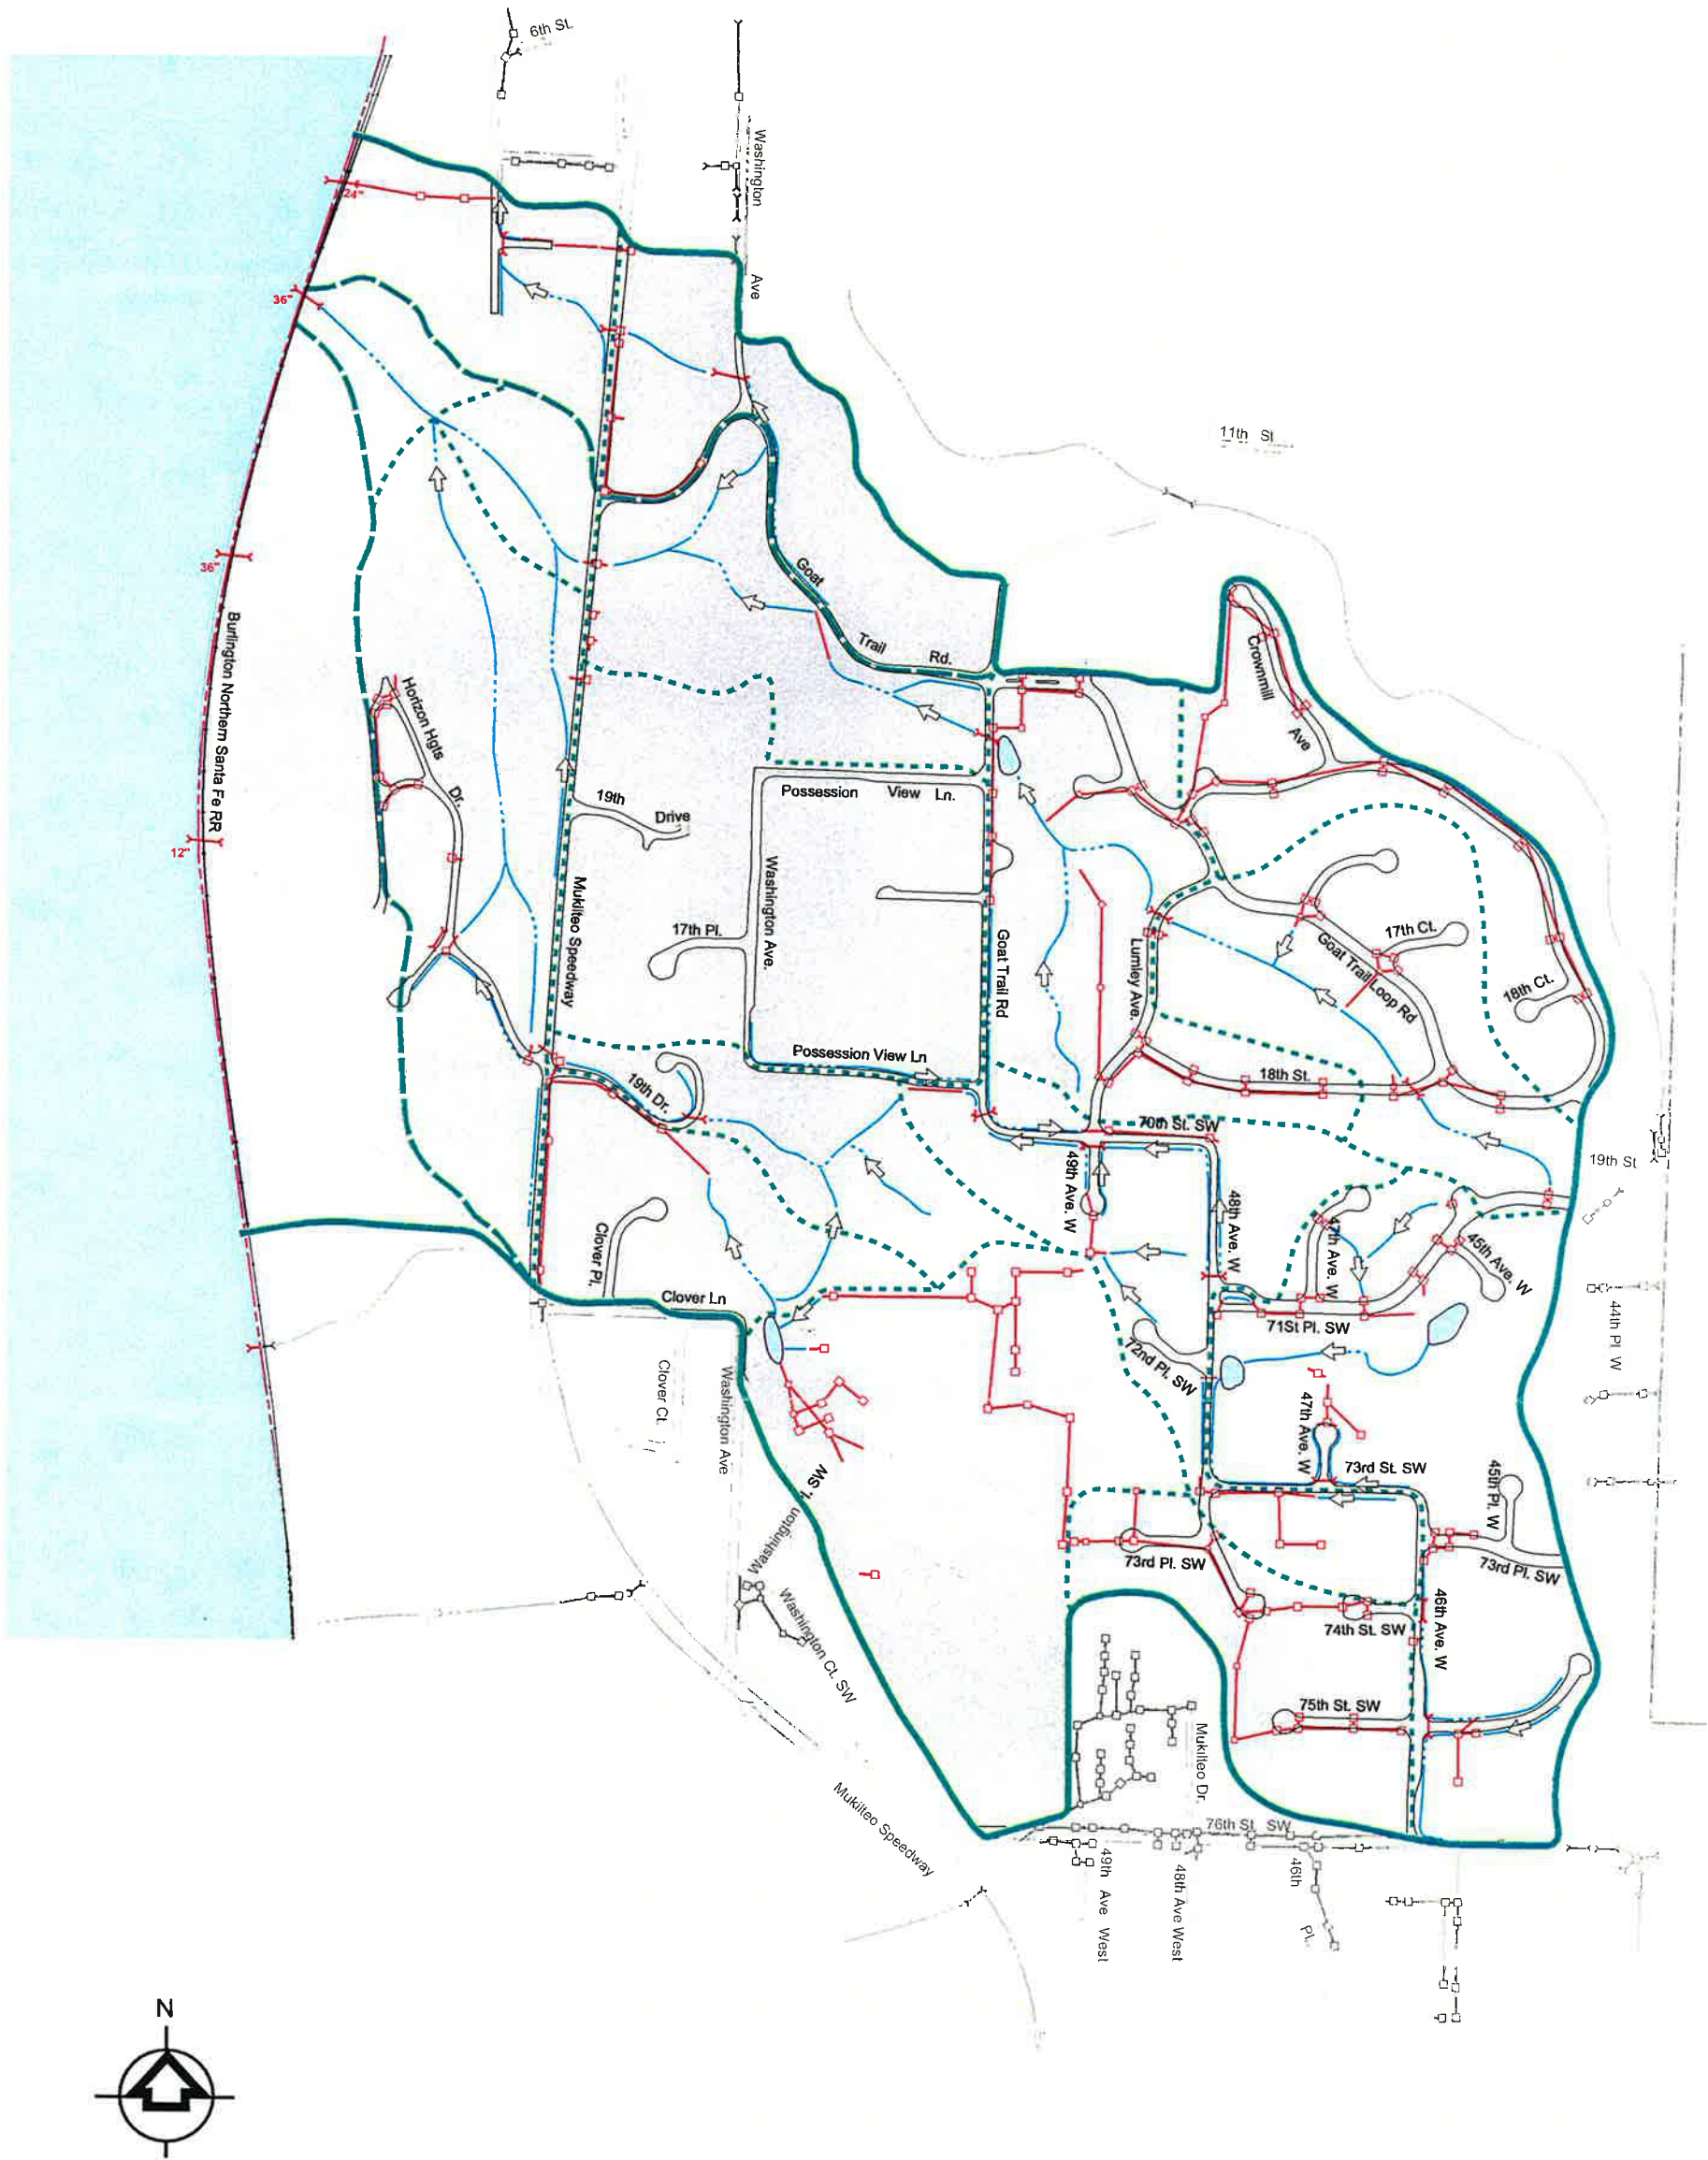 6th St.
Washington
Ave
24"
36"
11th St
36"
Goat
Trail
Rd.
Crownmill
Ave
Burlington Northern Santa Fe RR
Horizon Hgts
Dr.
12"
19th
Drive
Possession
View Ln.
Mukilteo Speedway
17th Pl.
Washington Ave.
Goat Trail Rd
Lumley Ave.
Goat Trail Loop Rd
17th Ct.
18th Ct.
Possession View Ln
19th Dr.
18th St.
70th St. SW
49th Ave. W
48th Ave. W
47th Ave. W
45th Ave. W
19th St
44th Pl W
Clover Pl.
Clover Ln
71St Pl. SW
72nd Pl. SW
Clover Ct.
Washington Ave
47th Ave. W
73rd St. SW
45th Pl. W
Washington
l. SW
73rd Pl. SW
73rd Pl. SW
Washington Ct. SW
74th St. SW
46th Ave. W
75th St. SW
Mukilteo Dr.
Mukilteo Speedway
76th St. SW
49th Ave West
48th Ave West
46th
PL.
N